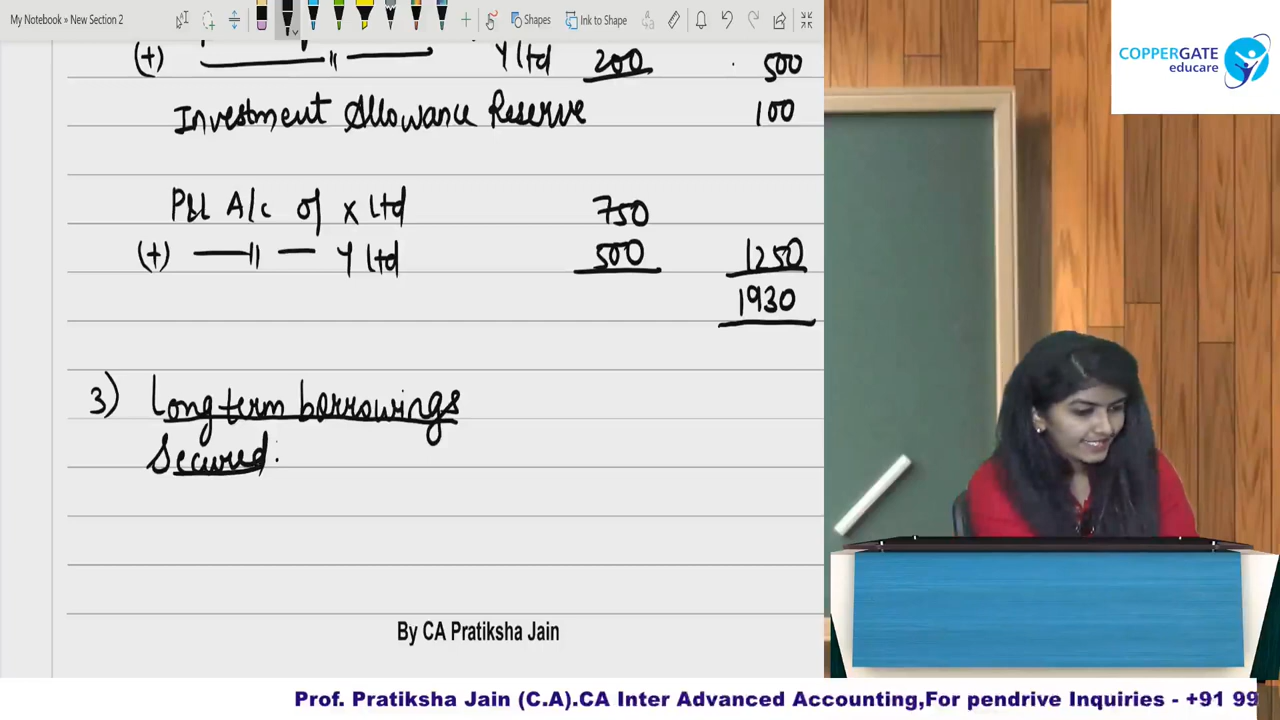 My Notebook » New Section 2
Shapes
Ink to Shape
COPPERGATE
educare
(+) —〃— Y Ltd 200 500
Investment Allowance Reserve 100
P&L A/c of X Ltd 750
(+) —〃— Y Ltd 500 1250
1930
3) Long term borrowings
Secured:
By CA Pratiksha Jain
Prof. Pratiksha Jain (C.A).CA Inter Advanced Accounting,For pendrive Inquiries - +91 99